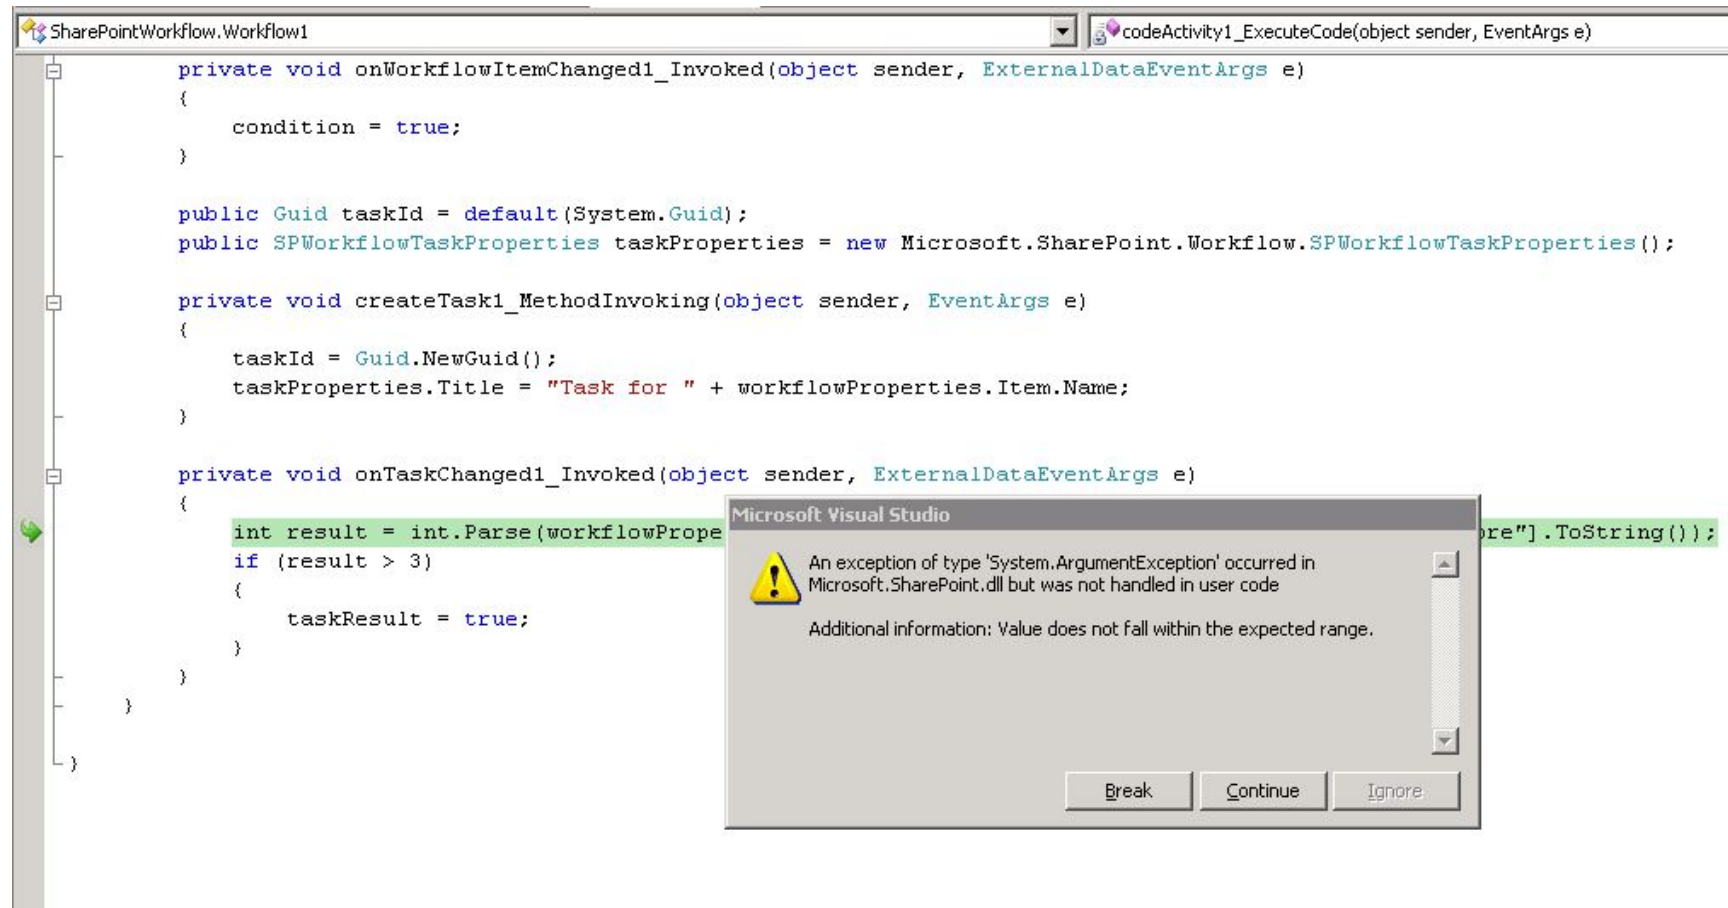 SharePointWorkflow.Workflow1
codeActivity1_ExecuteCode(object sender, EventArgs e)
private void onWorkflowItemChanged1_Invoked(object sender, ExternalDataEventArgs e)
{
condition = true;
}
public Guid taskId = default(System.Guid);
public SPWorkflowTaskProperties taskProperties = new Microsoft.SharePoint.Workflow.SPWorkflowTaskProperties();
private void createTask1_MethodInvoking(object sender, EventArgs e)
{
taskId = Guid.NewGuid();
taskProperties.Title = "Task for " + workflowProperties.Item.Name;
}
private void onTaskChanged1_Invoked(object sender, ExternalDataEventArgs e)
{
int result = int.Parse(workflowPrope
ore"].ToString());
if (result > 3)
{
taskResult = true;
}
}
}
}
Microsoft Visual Studio
An exception of type 'System.ArgumentException' occurred in
Microsoft.SharePoint.dll but was not handled in user code
Additional information: Value does not fall within the expected range.
Break
Continue
Ignore